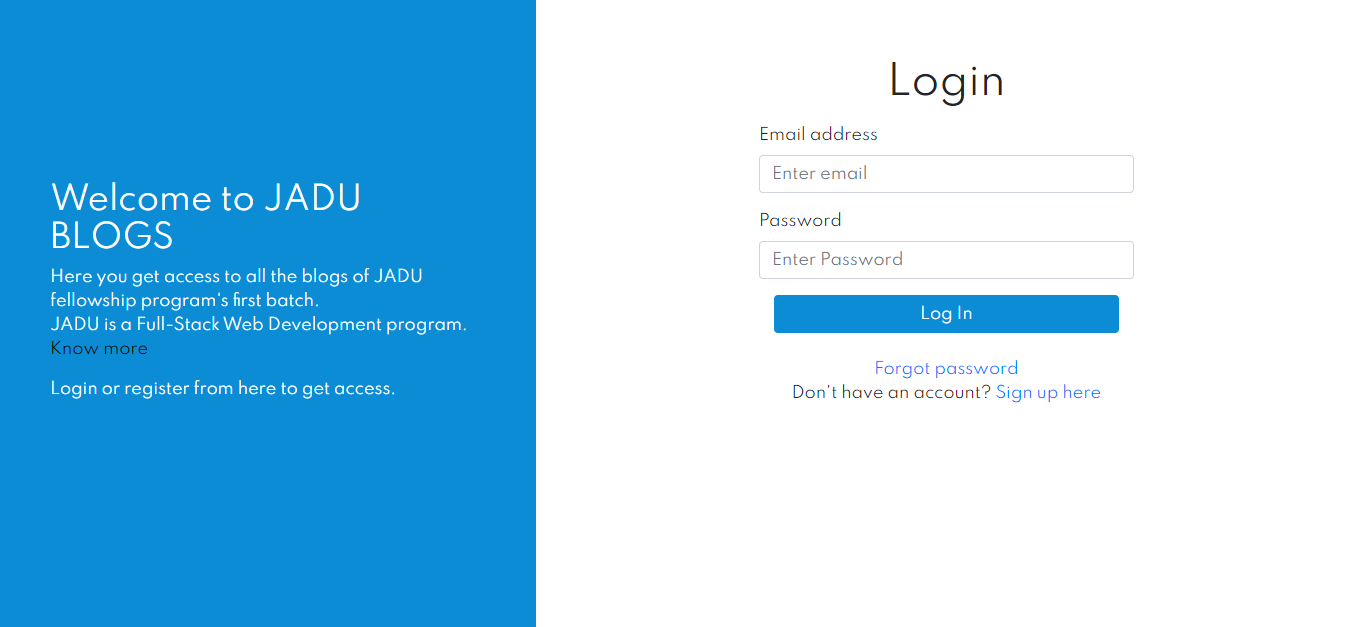 Welcome to JADU
BLOGS
Here you get access to all the blogs of JADU
fellowship program's first batch.
JADU is a Full-Stack Web Development program.
Know more
Login or register from here to get access.
Login
Email address
Enter email
Password
Enter Password
Log In
Forgot password
Don't have an account? Sign up here